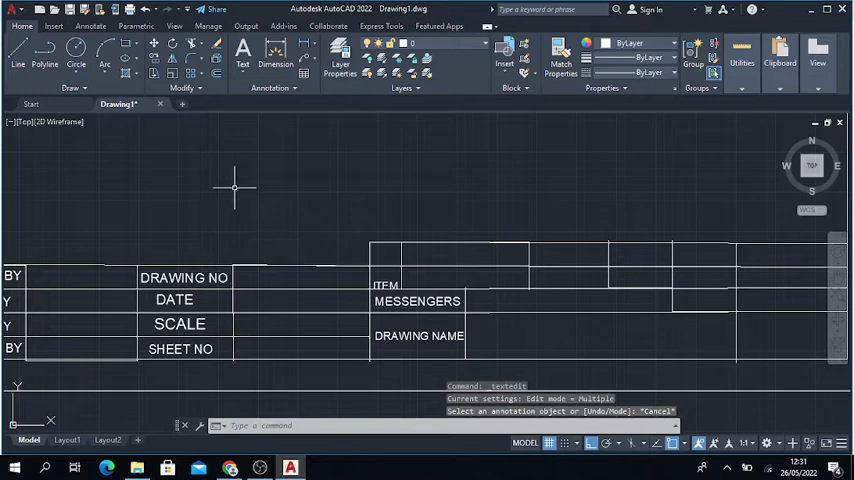 Autodesk AutoCAD 2022 Drawing1.dwg
Type a keyword or phrase
Sign In
Home Insert Annotate Parametric View Manage Output Add-ins Collaborate Express Tools Featured Apps
Line Polyline Circle Arc Text Dimension Layer Properties 0 Insert Match Properties ByLayer Group Utilities Clipboard View
ByLayer
ByLayer
Draw Modify Annotation Layers Block Properties Groups
Start Drawing1*
[−][Top][2D Wireframe]
N
W TOP E
S
WCS
BY DRAWING NO ITEM
Y DATE MESSENGERS
Y SCALE DRAWING NAME
BY SHEET NO
Command: _textedit
Current settings: Edit mode = Multiple
Select an annotation object or [Undo/Mode]: *Cancel*
Type a command
Y
X
Model Layout1 Layout2 +
MODEL 1:1
12:31
26/05/2022
4